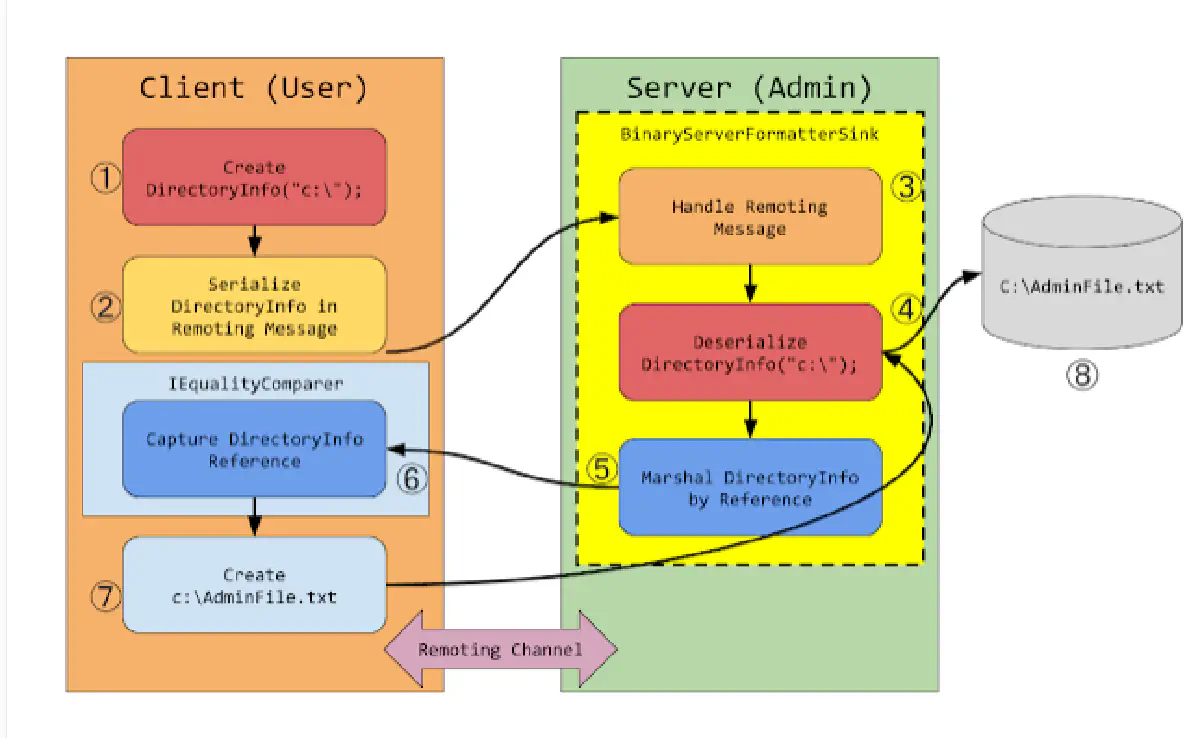 Client (User)
①
Create
DirectoryInfo("c:\");
②
Serialize
DirectoryInfo in
Remoting Message
IEqualityComparer
Capture DirectoryInfo
Reference
⑥
⑦
Create
c:\AdminFile.txt
Remoting Channel
Server (Admin)
BinaryServerFormatterSink
③
Handle Remoting
Message
④
Deserialize
DirectoryInfo("c:\");
⑤
Marshal DirectoryInfo
by Reference
C:\AdminFile.txt
⑧